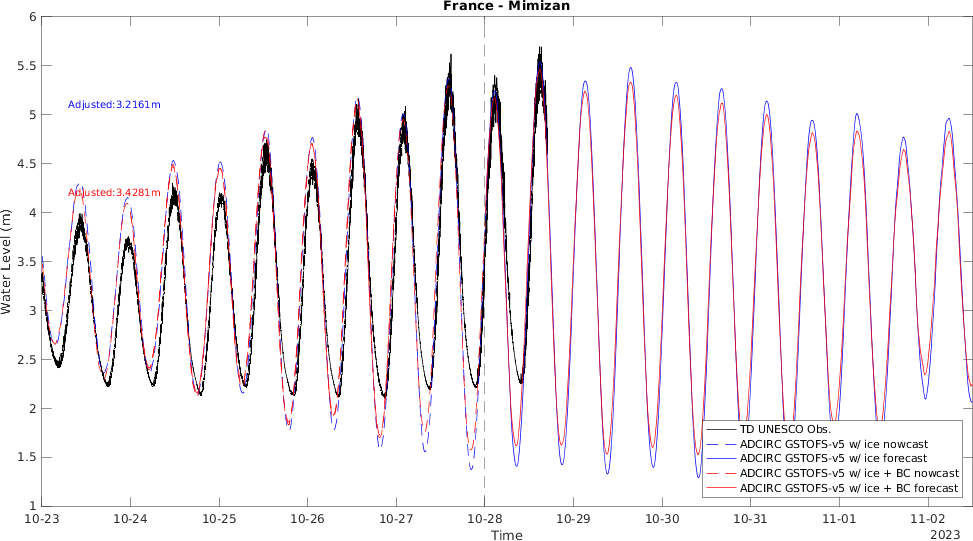 France - Mimizan
6
5.5
5
4.5
4
3.5
3
2.5
2
1.5
1
Water Level (m)
Adjusted:3.2161m
Adjusted:3.4281m
TD UNESCO Obs.
ADCIRC GSTOFS-v5 w/ ice nowcast
ADCIRC GSTOFS-v5 w/ ice forecast
ADCIRC GSTOFS-v5 w/ ice + BC nowcast
ADCIRC GSTOFS-v5 w/ ice + BC forecast
10-23 10-24 10-25 10-26 10-27 10-28 10-29 10-30 10-31 11-01 11-02
Time
2023